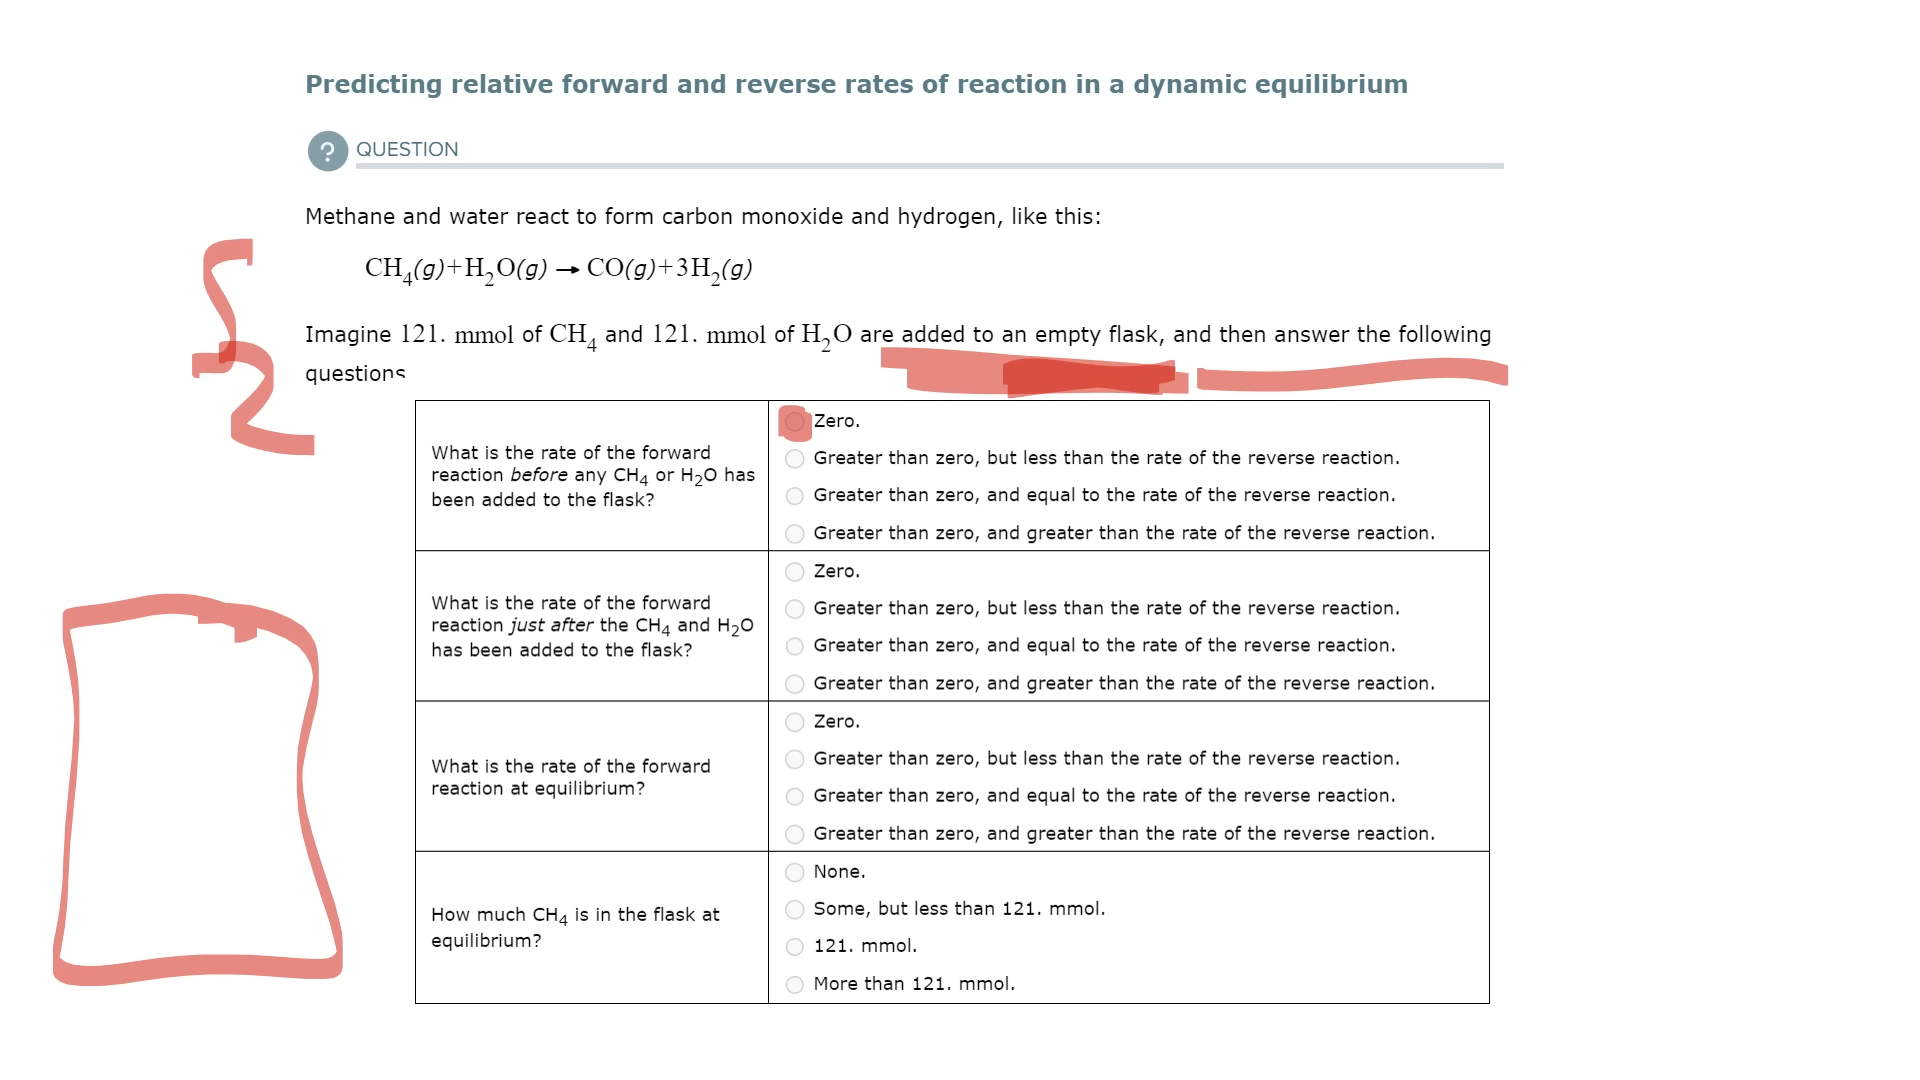 Predicting relative forward and reverse rates of reaction in a dynamic equilibrium
? QUESTION
Methane and water react to form carbon monoxide and hydrogen, like this:
CH₄(g)+H₂O(g) → CO(g)+3H₂(g)
Imagine 121. mmol of CH₄ and 121. mmol of H₂O are added to an empty flask, and then answer the following
questions
What is the rate of the forward
reaction before any CH₄ or H₂O has
been added to the flask?
Zero.
Greater than zero, but less than the rate of the reverse reaction.
Greater than zero, and equal to the rate of the reverse reaction.
Greater than zero, and greater than the rate of the reverse reaction.
What is the rate of the forward
reaction just after the CH₄ and H₂O
has been added to the flask?
Zero.
Greater than zero, but less than the rate of the reverse reaction.
Greater than zero, and equal to the rate of the reverse reaction.
Greater than zero, and greater than the rate of the reverse reaction.
What is the rate of the forward
reaction at equilibrium?
Zero.
Greater than zero, but less than the rate of the reverse reaction.
Greater than zero, and equal to the rate of the reverse reaction.
Greater than zero, and greater than the rate of the reverse reaction.
How much CH₄ is in the flask at
equilibrium?
None.
Some, but less than 121. mmol.
121. mmol.
More than 121. mmol.